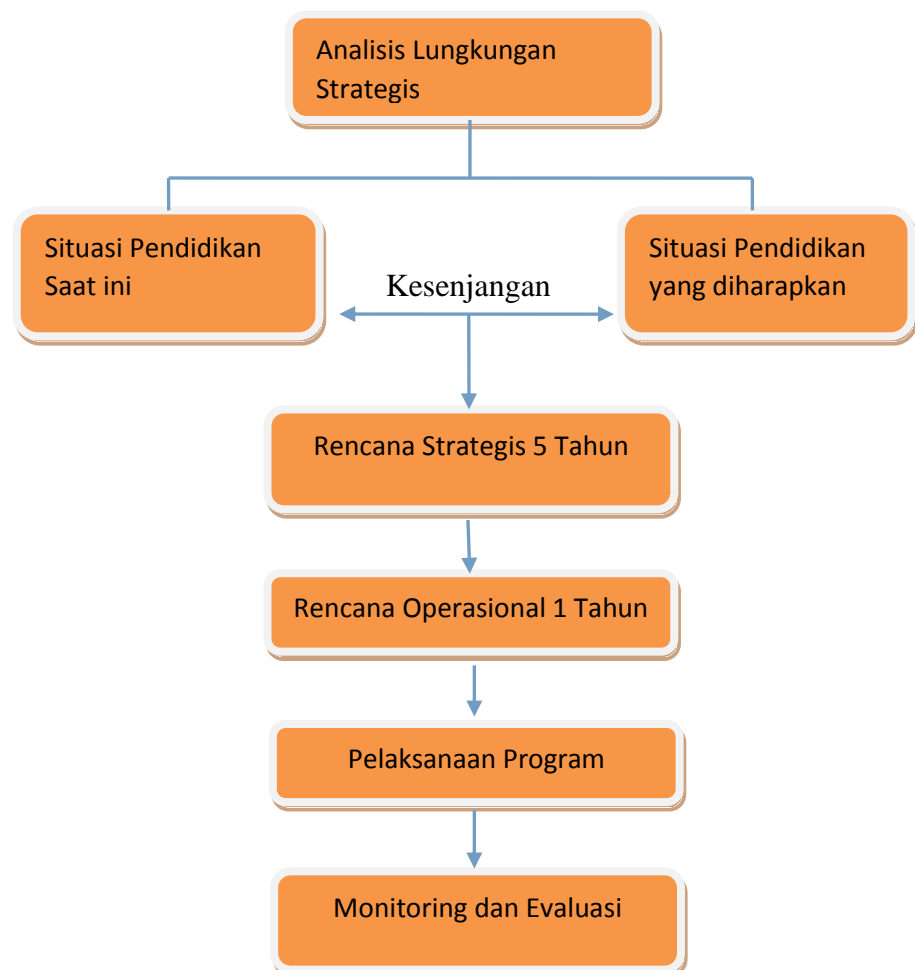 Analisis Lungkungan
Strategis
Situasi Pendidikan
Saat ini
Situasi Pendidikan
yang diharapkan
Kesenjangan
Rencana Strategis 5 Tahun
Rencana Operasional 1 Tahun
Pelaksanaan Program
Monitoring dan Evaluasi